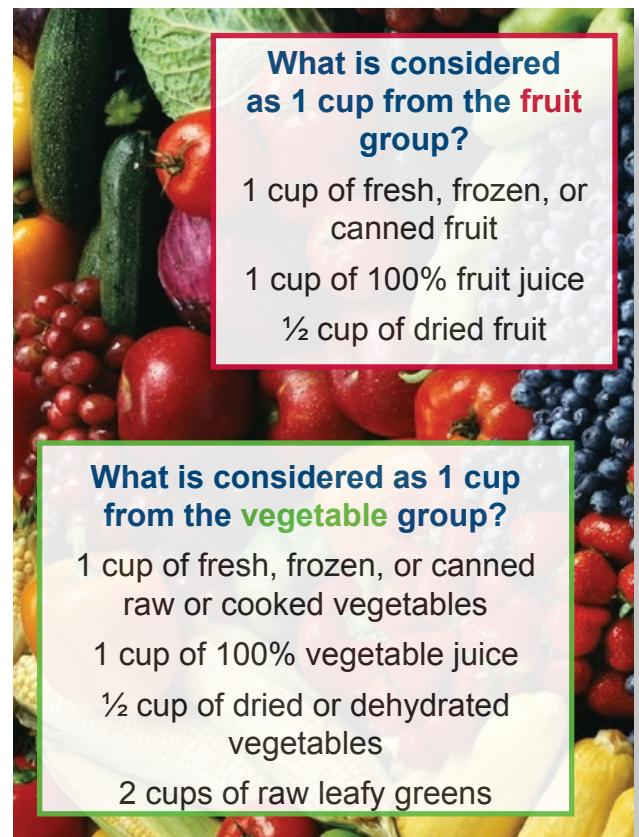 What is considered
as 1 cup from the fruit
group?
1 cup of fresh, frozen, or
canned fruit
1 cup of 100% fruit juice
½ cup of dried fruit
What is considered as 1 cup
from the vegetable group?
1 cup of fresh, frozen, or canned
raw or cooked vegetables
1 cup of 100% vegetable juice
½ cup of dried or dehydrated
vegetables
2 cups of raw leafy greens